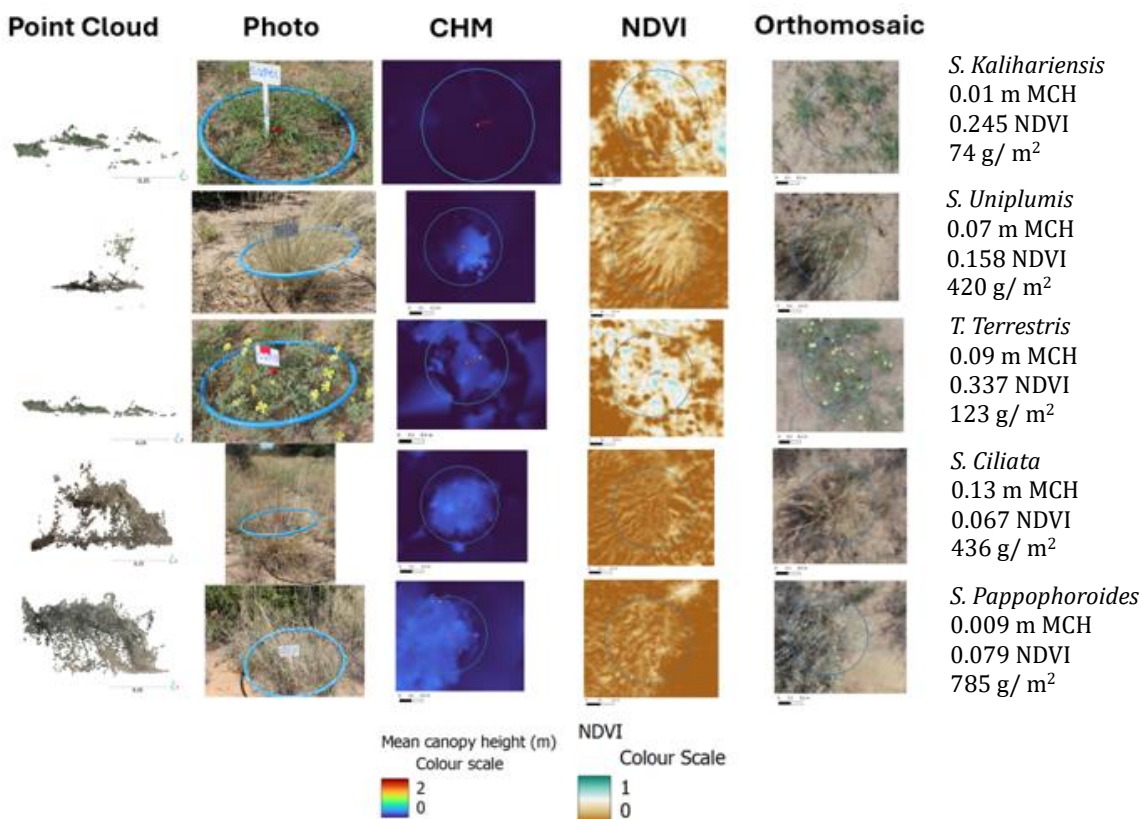 Point Cloud Photo CHM NDVI Orthomosaic
S. Kalihariensis
0.01 m MCH
0.245 NDVI
74 g/ m²
S. Uniplumis
0.07 m MCH
0.158 NDVI
420 g/ m²
T. Terrestris
0.09 m MCH
0.337 NDVI
123 g/ m²
S. Ciliata
0.13 m MCH
0.067 NDVI
436 g/ m²
S. Pappophoroides
0.009 m MCH
0.079 NDVI
785 g/ m²
Mean canopy height (m)
Colour scale
2
0
NDVI
Colour Scale
1
0